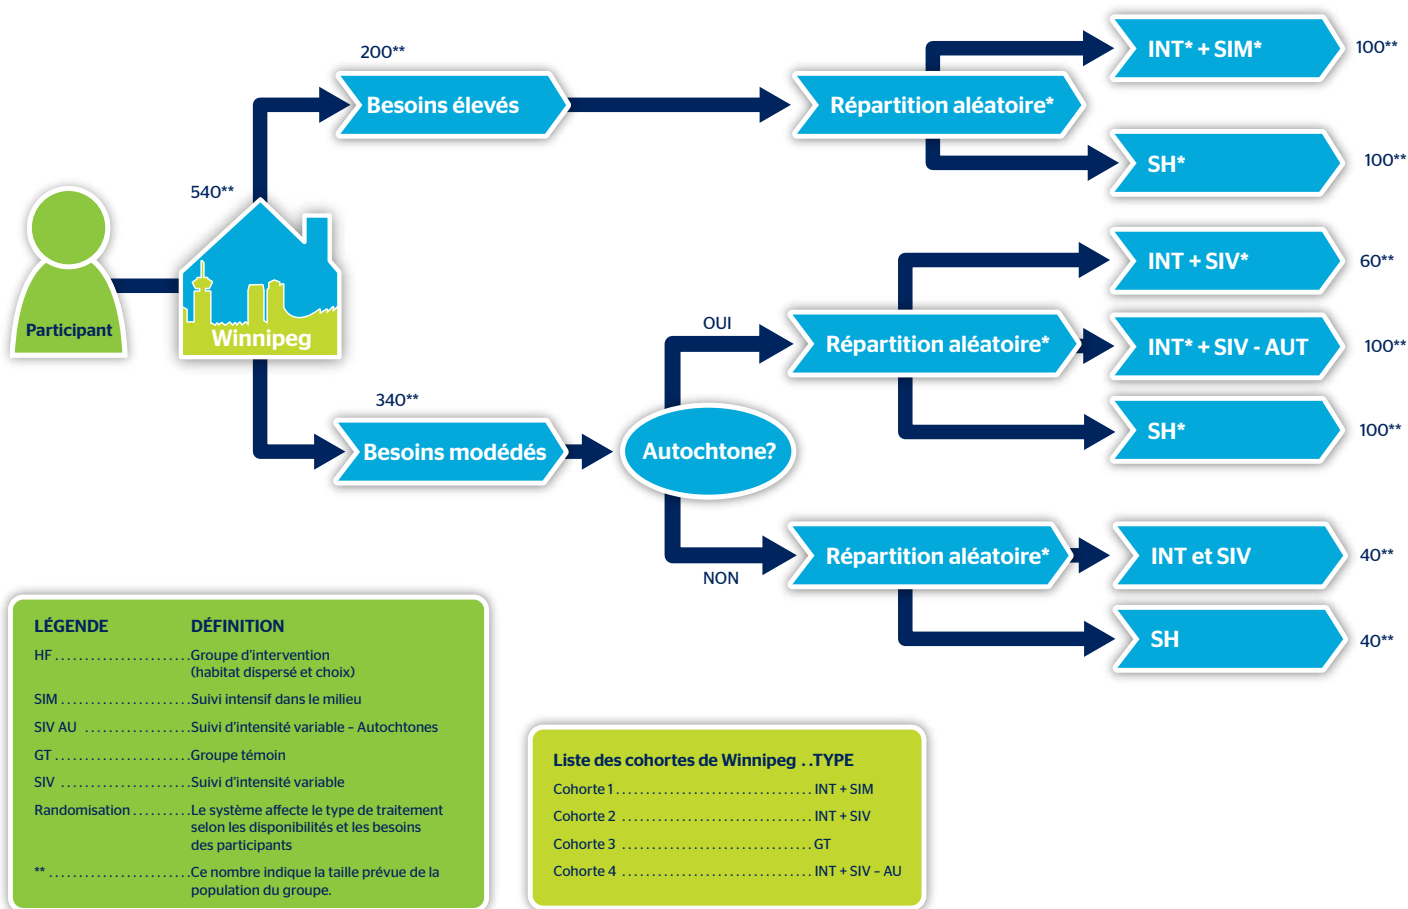 200**
Besoins élevés
Répartition aléatoire*
INT* + SIM*
100**
SH*
100**
540**
Participant
Winnipeg
INT + SIV*
60**
OUI
Répartition aléatoire*
INT* + SIV - AUT
100**
340**
SH*
100**
Besoins modédés
Autochtone?
NON
Répartition aléatoire*
INT et SIV
40**
SH
40**
LÉGENDE DÉFINITION
HF ...................... Groupe d'intervention
(habitat dispersé et choix)
SIM .................... Suivi intensif dans le milieu
SIV AU ................. Suivi d'intensité variable – Autochtones
GT ...................... Groupe témoin
SIV ..................... Suivi d'intensité variable
Randomisation ......... Le système affecte le type de traitement
selon les disponibilités et les besoins
des participants
** ....................... Ce nombre indique la taille prévue de la
population du groupe.
Liste des cohortes de Winnipeg . .TYPE
Cohorte 1 ............................. INT + SIM
Cohorte 2 ............................ INT + SIV
Cohorte 3 ............................ GT
Cohorte 4 ............................ INT + SIV – AU